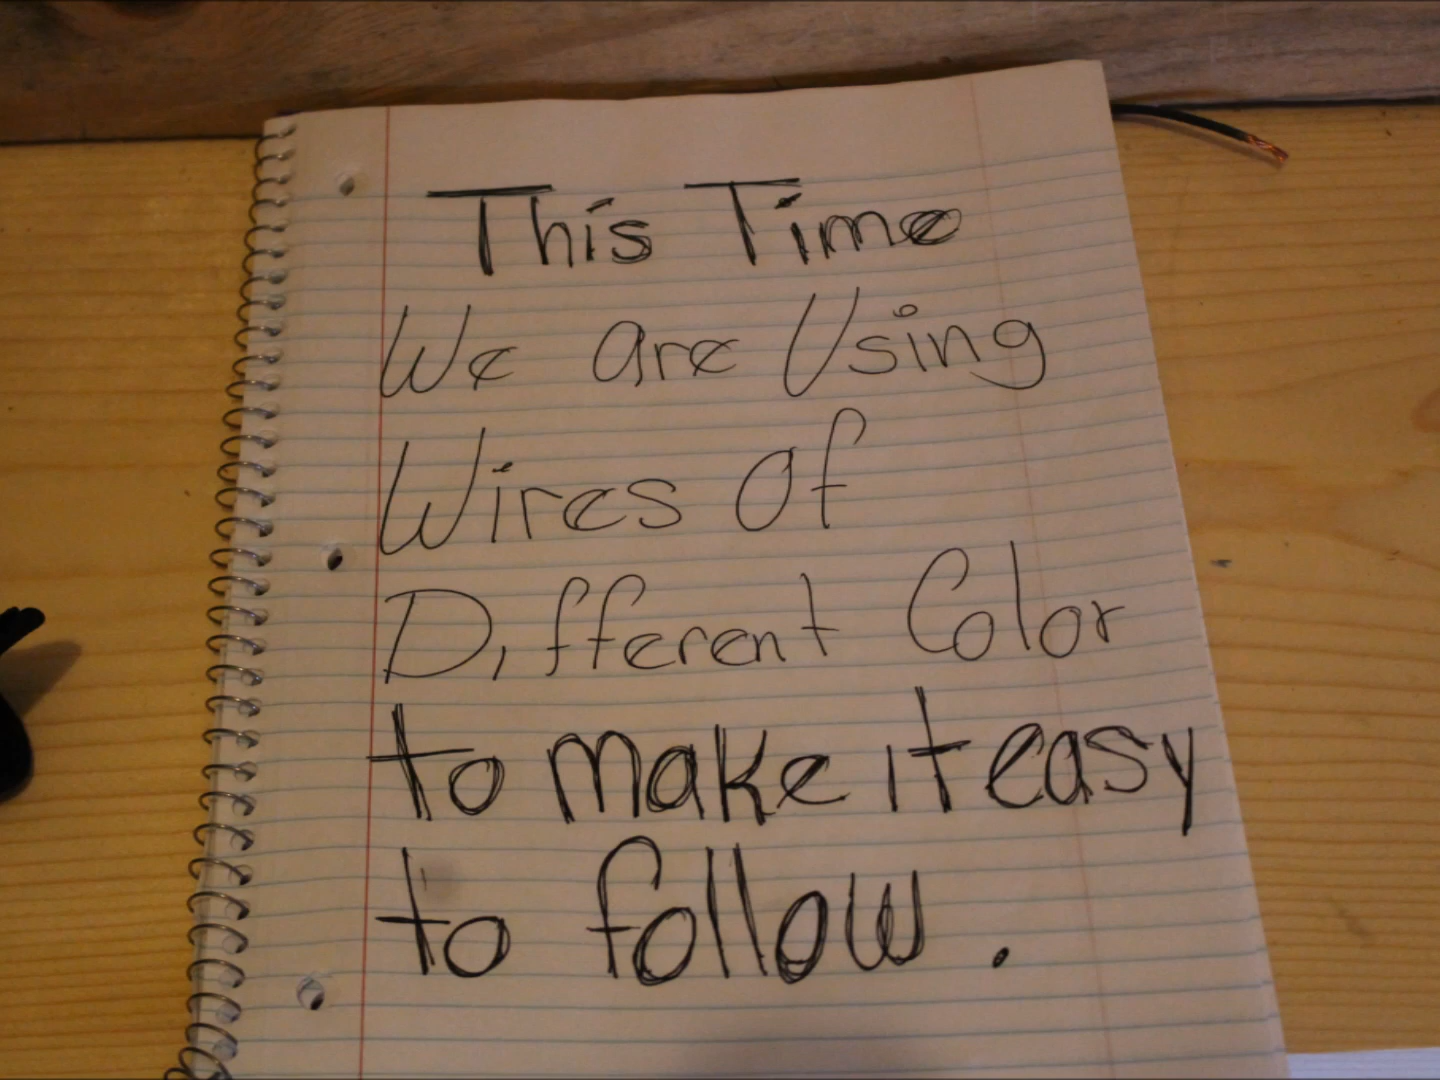 This Time
We are Using
Wires Of
Different Color
to make it easy
to follow.